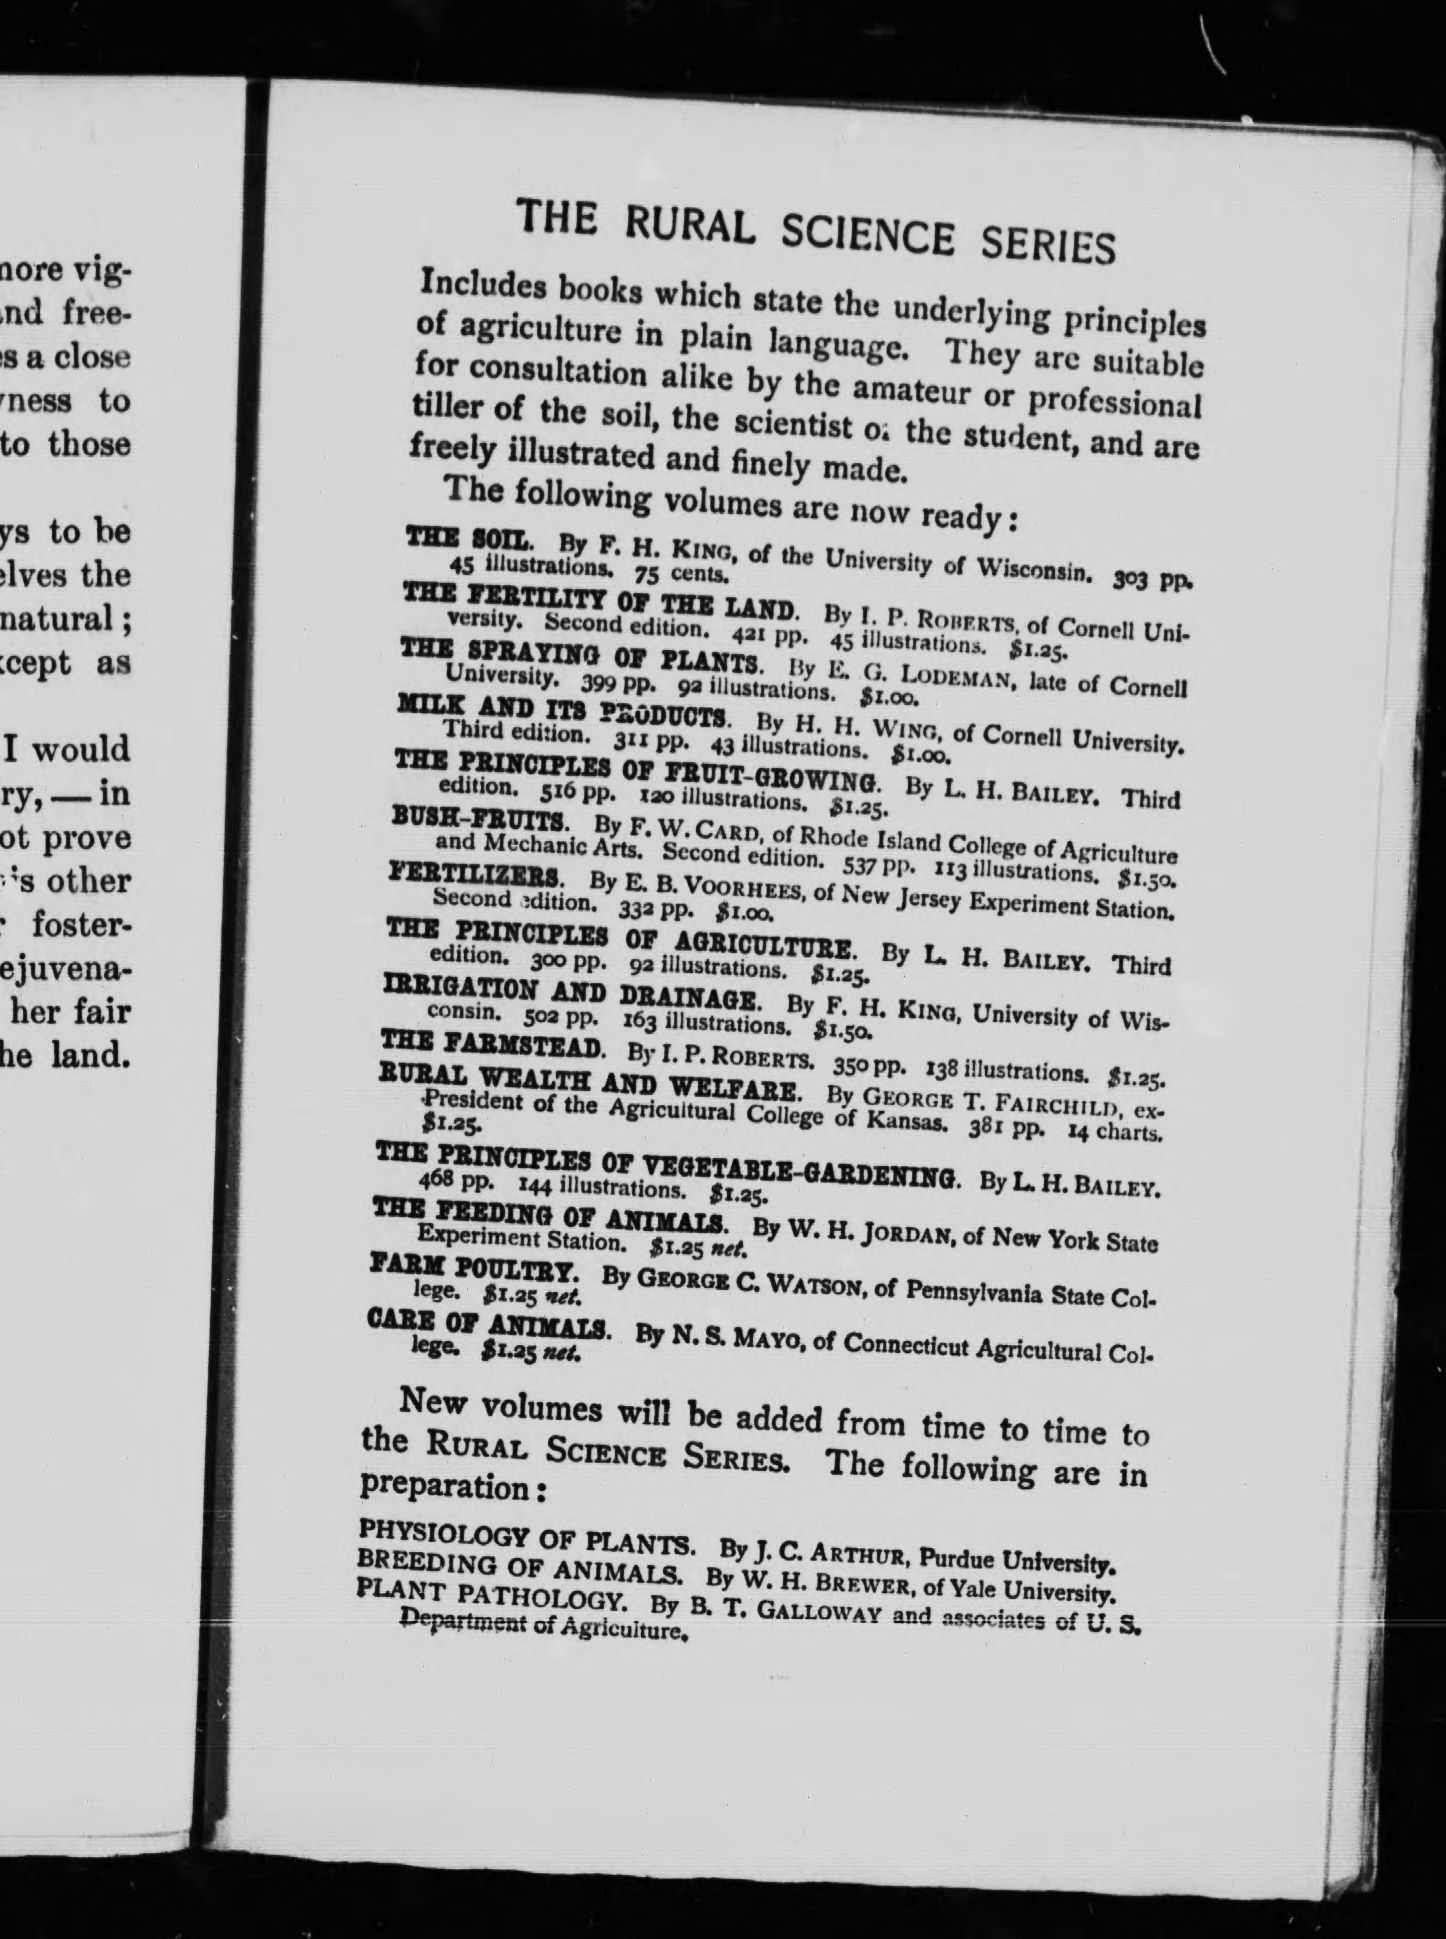 more vig-
and free-
es a close
ness to
to those
ys to be
elves the
natural;
xcept as
I would
ry, — in
ot prove
's other
foster-
ejuvena-
her fair
he land.
THE RURAL SCIENCE SERIES
Includes books which state the underlying principles
of agriculture in plain language. They are suitable
for consultation alike by the amateur or professional
tiller of the soil, the scientist or the student, and are
freely illustrated and finely made.
The following volumes are now ready:
THE SOIL. By F. H. KING, of the University of Wisconsin. 303 pp.
45 illustrations. 75 cents.
THE FERTILITY OF THE LAND. By I. P. ROBERTS, of Cornell Uni-
versity. Second edition. 421 pp. 45 illustrations. $1.25.
THE SPRAYING OF PLANTS. By E. G. LODEMAN, late of Cornell
University. 399 pp. 92 illustrations. $1.00.
MILK AND ITS PRODUCTS. By H. H. WING, of Cornell University.
Third edition. 311 pp. 43 illustrations. $1.00.
THE PRINCIPLES OF FRUIT-GROWING. By L. H. BAILEY. Third
edition. 516 pp. 120 illustrations. $1.25.
BUSH-FRUITS. By F. W. CARD, of Rhode Island College of Agriculture
and Mechanic Arts. Second edition. 537 pp. 113 illustrations. $1.50.
FERTILIZERS. By E. B. VOORHEES, of New Jersey Experiment Station.
Second edition. 332 pp. $1.00.
THE PRINCIPLES OF AGRICULTURE. By L. H. BAILEY. Third
edition. 300 pp. 92 illustrations. $1.25.
IRRIGATION AND DRAINAGE. By F. H. KING, University of Wis-
consin. 502 pp. 163 illustrations. $1.50.
THE FARMSTEAD. By I. P. ROBERTS. 350 pp. 138 illustrations. $1.25.
RURAL WEALTH AND WELFARE. By GEORGE T. FAIRCHILD, ex-
President of the Agricultural College of Kansas. 381 pp. 14 charts.
$1.25.
THE PRINCIPLES OF VEGETABLE-GARDENING. By L. H. BAILEY.
468 pp. 144 illustrations. $1.25.
THE FEEDING OF ANIMALS. By W. H. JORDAN, of New York State
Experiment Station. $1.25 net.
FARM POULTRY. By GEORGE C. WATSON, of Pennsylvania State Col-
lege. $1.25 net.
CARE OF ANIMALS. By N. S. MAYO, of Connecticut Agricultural Col-
lege. $1.25 net.
New volumes will be added from time to time to
the RURAL SCIENCE SERIES. The following are in
preparation:
PHYSIOLOGY OF PLANTS. By J. C. ARTHUR, Purdue University.
BREEDING OF ANIMALS. By W. H. BREWER, of Yale University.
PLANT PATHOLOGY. By B. T. GALLOWAY and associates of U. S.
Department of Agriculture.